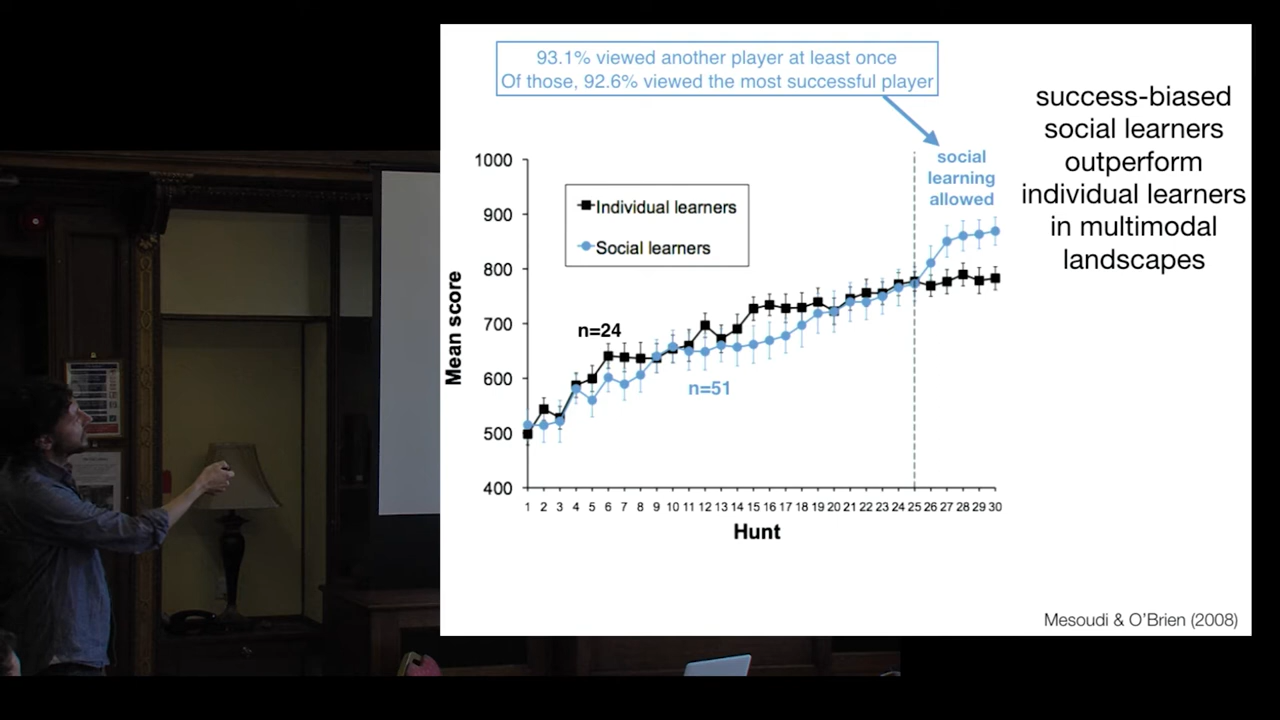 93.1% viewed another player at least once
Of those, 92.6% viewed the most successful player
success-biased
social learners
outperform
individual learners
in multimodal
landscapes
social
learning
allowed
1000
900
800
700
600
500
400
Mean score
Individual learners
Social learners
n=24
n=51
1 2 3 4 5 6 7 8 9 10 11 12 13 14 15 16 17 18 19 20 21 22 23 24 25 26 27 28 29 30
Hunt
Mesoudi & O'Brien (2008)